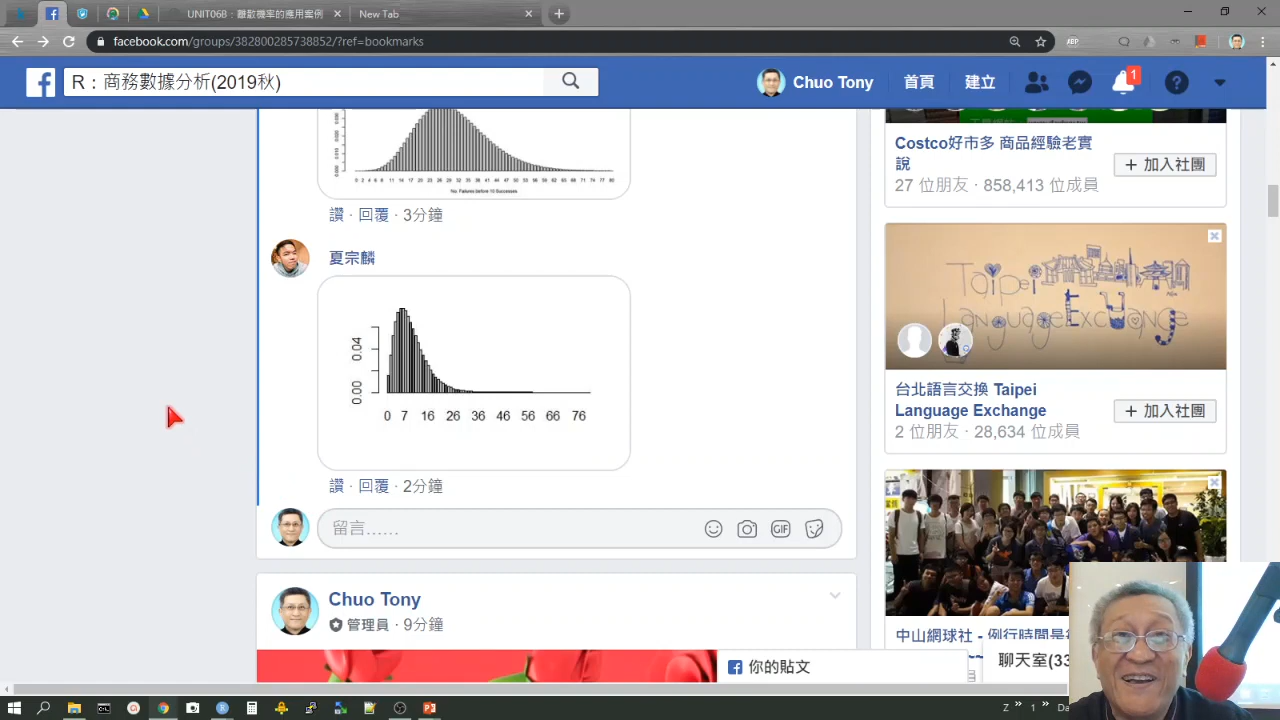 UNIT06B：離散機率的應用案例
New Tab
facebook.com/groups/382800285738852/?ref=bookmarks
ABP
R：商務數據分析(2019秋)
Chuo Tony
首頁
建立
1
No. Failures before 10 Successes
讚 · 回覆 · 3分鐘
夏宗麟
0.04
0.00
0 7 16 26 36 46 56 66 76
讚 · 回覆 · 2分鐘
留言……
GIF
Chuo Tony
管理員 · 9分鐘
Costco好市多 商品經驗老實
說
27 位朋友 · 858,413 位成員
+ 加入社團
Taipei
Language Exchange
台北語言交換 Taipei
Language Exchange
2 位朋友 · 28,634 位成員
+ 加入社團
中山網球社 - 例行時間是
你的貼文
聊天室(33